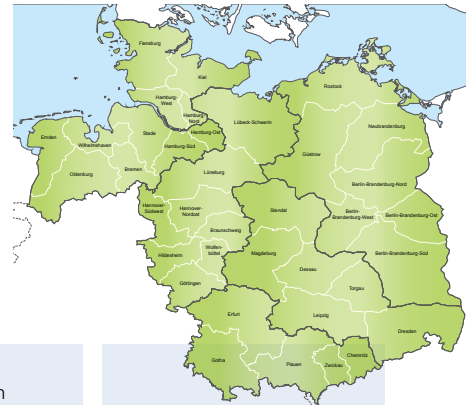 Flensburg
Kiel
Rostock
Hamburg-
West
Hamburg-
Nord
Lübeck-Schwerin
Neubrandenburg
Emden
Wilhelmshaven
Stade
Hamburg-Ost
Hamburg-Süd
Güstrow
Oldenburg
Bremen
Lüneburg
Berlin-Brandenburg-Nord
Hannover-
Südwest
Hannover-
Nordost
Stendel
Berlin-
Brandenburg-West
Berlin-Brandenburg-Ost
Braunschweig
Hildesheim
Wolfen-
büttel
Magdeburg
Berlin-Brandenburg-Süd
Dessau
Göttingen
Torgau
Erfurt
Leipzig
Dresden
Gotha
Plauen
Zwickau
Chemnitz
n